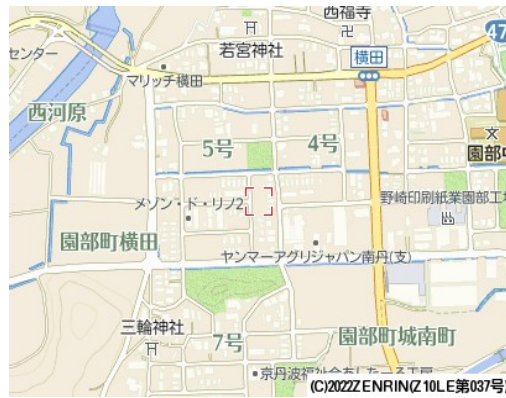 西福寺
47
若宮神社
横田
センター
マリッチ横田
西河原
5号
4号
文
園部中
メゾン・ド・リノ2
野崎印刷紙業園部工場
園部町横田
ヤンマーアグリジャパン南丹(支)
三輪神社
7号
園部町城南町
京丹波福祉会あしたーる工房
(C)2022ZENRIN(Z10LE第037号)